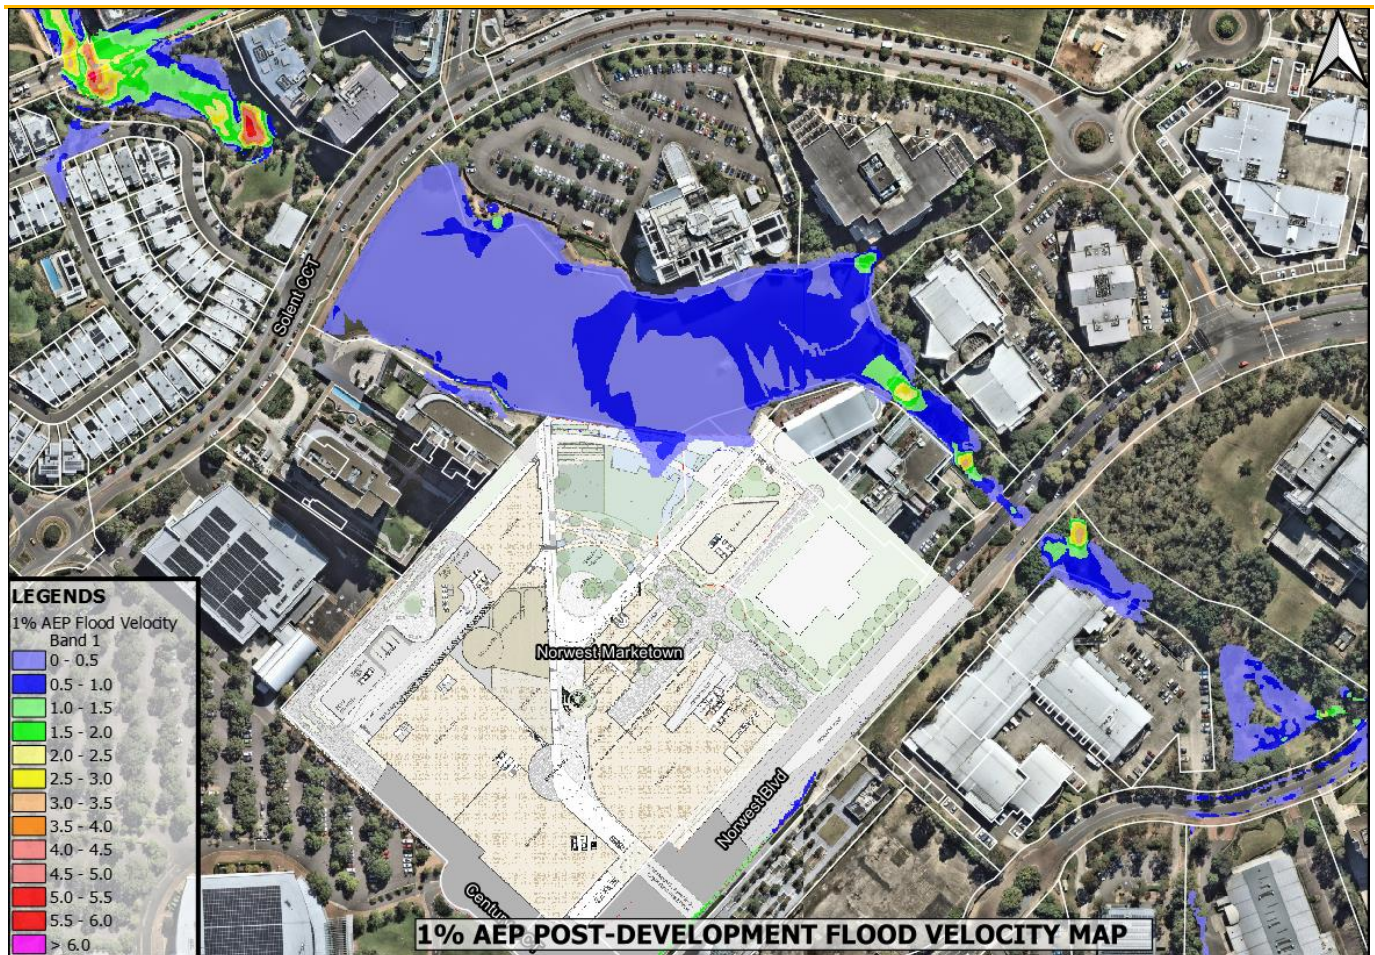 Solent CCT
LEGENDS
1% AEP Flood Velocity
Band 1
0 - 0.5
0.5 - 1.0
1.0 - 1.5
1.5 - 2.0
2.0 - 2.5
2.5 - 3.0
3.0 - 3.5
3.5 - 4.0
4.0 - 4.5
4.5 - 5.0
5.0 - 5.5
5.5 - 6.0
> 6.0
Norwest Marketown
Norwest Blvd
1% AEP POST-DEVELOPMENT FLOOD VELOCITY MAP